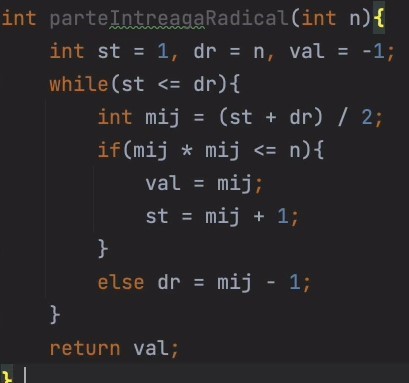 int parteIntreagaRadical(int n){
    int st = 1, dr = n, val = -1;
    while(st <= dr){
        int mij = (st + dr) / 2;
        if(mij * mij <= n){
            val = mij;
            st = mij + 1;
        }
        else dr = mij - 1;
    }
    return val;
}